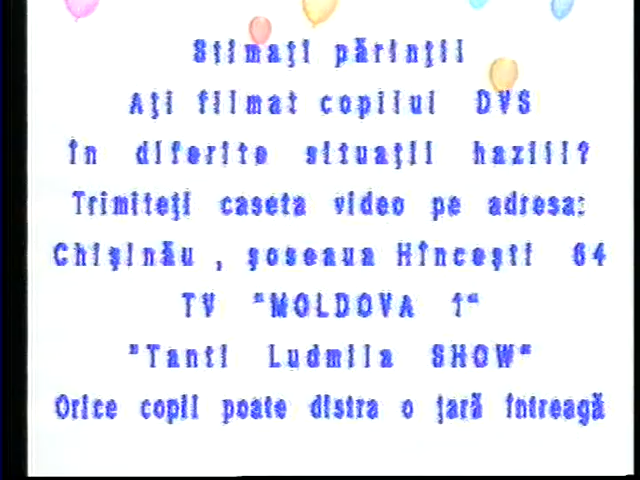 Stimaţi părinţii
Aţi filmat copilul DVS
în diferite situaţii hazlii?
Trimiteţi caseta video pe adresa:
Chişinău , şoseaua Hînceşti 64
TV "MOLDOVA 1"
"Tanti Ludmila SHOW"
Orice copil poate distra o ţară întreagă